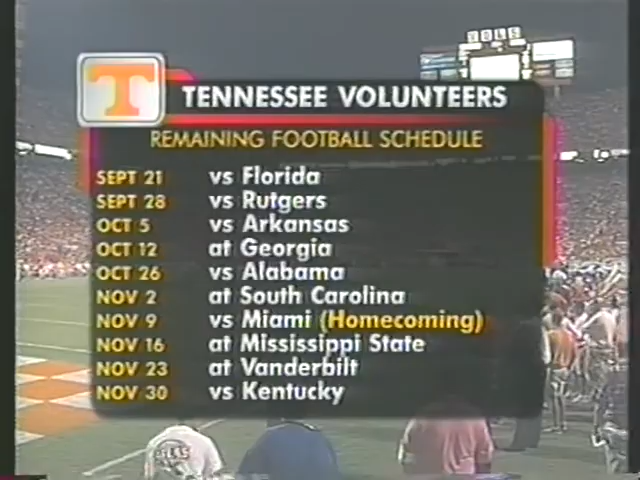 VOLS
T
TENNESSEE VOLUNTEERS
REMAINING FOOTBALL SCHEDULE
SEPT 21 vs Florida
SEPT 28 vs Rutgers
OCT 5 vs Arkansas
OCT 12 at Georgia
OCT 26 vs Alabama
NOV 2 at South Carolina
NOV 9 vs Miami (Homecoming)
NOV 16 at Mississippi State
NOV 23 at Vanderbilt
NOV 30 vs Kentucky